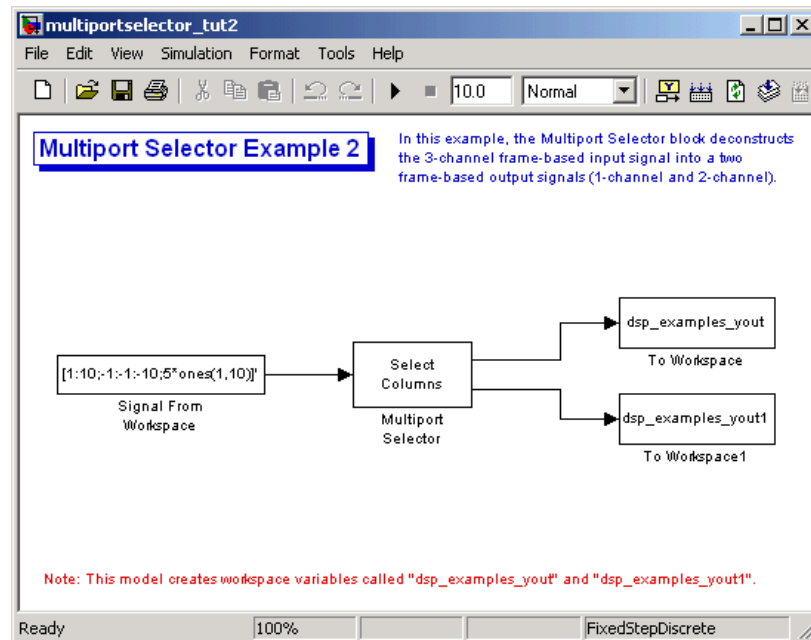 multiportselector_tut2
File Edit View Simulation Format Tools Help
10.0 Normal
Multiport Selector Example 2
In this example, the Multiport Selector block deconstructs
the 3-channel frame-based input signal into a two
frame-based output signals (1-channel and 2-channel).
dsp_examples_yout
To Workspace
[1:10;-1:-1:-10;5*ones(1,10)]'
Signal From
Workspace
Select
Columns
Multiport
Selector
dsp_examples_yout1
To Workspace1
Note: This model creates workspace variables called "dsp_examples_yout" and "dsp_examples_yout1".
Ready 100% FixedStepDiscrete